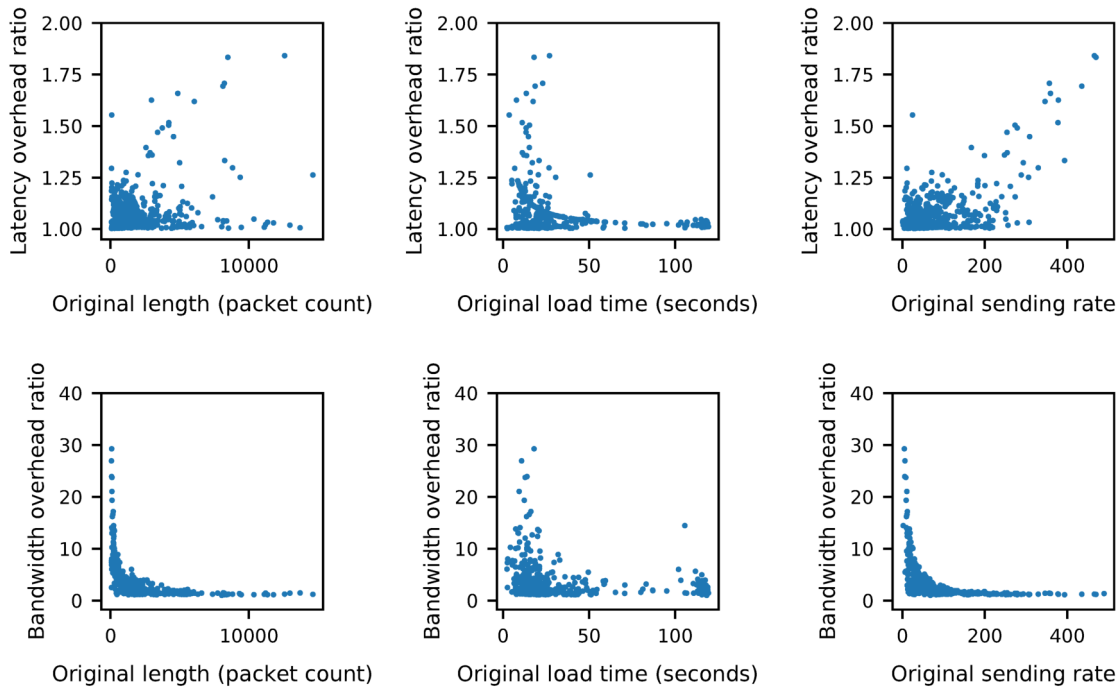 2.00
1.75
1.50
1.25
1.00
Latency overhead ratio
0 10000
Original length (packet count)
2.00
1.75
1.50
1.25
1.00
Latency overhead ratio
0 50 100
Original load time (seconds)
2.00
1.75
1.50
1.25
1.00
Latency overhead ratio
0 200 400
Original sending rate
40
30
20
10
0
Bandwidth overhead ratio
0 10000
Original length (packet count)
40
30
20
10
0
Bandwidth overhead ratio
0 50 100
Original load time (seconds)
40
30
20
10
0
Bandwidth overhead ratio
0 200 400
Original sending rate